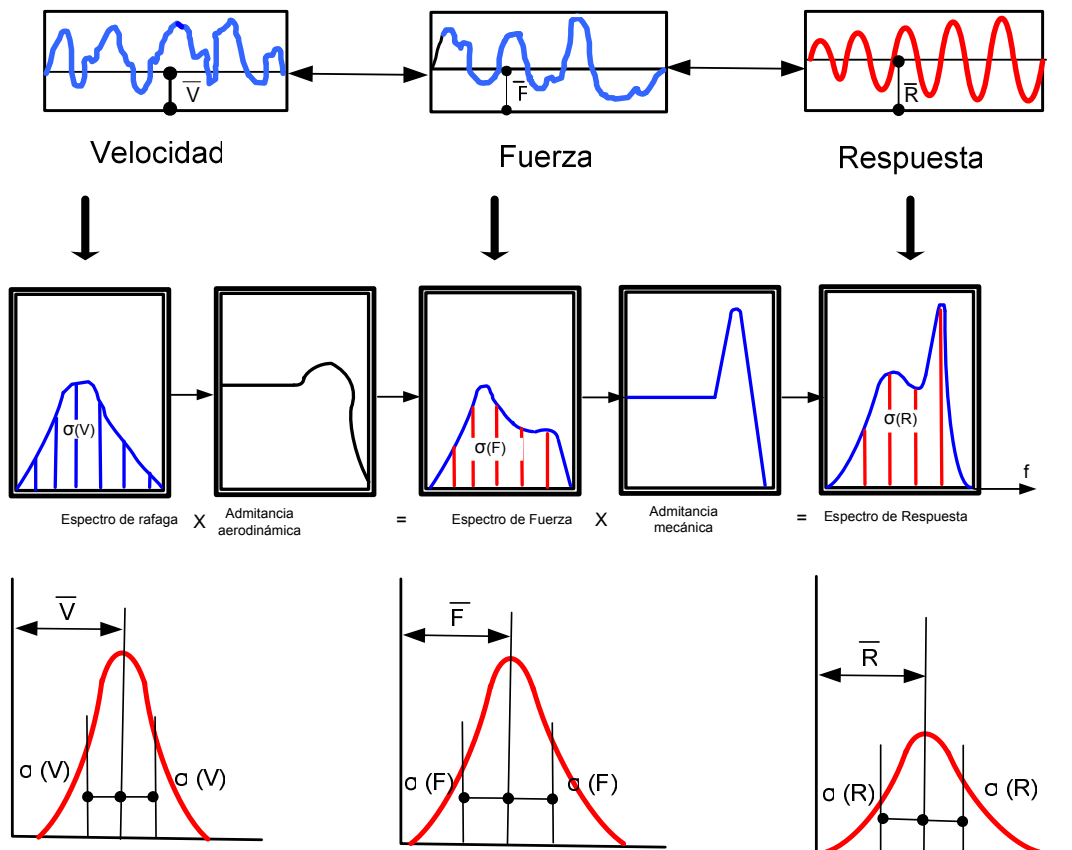 V
F
R
Velocidad
Fuerza
Respuesta
σ(V)
σ(F)
σ(R)
f
Espectro de rafaga
X
Admitancia
aerodinámica
=
Espectro de Fuerza
X
Admitancia
mecánica
=
Espectro de Respuesta
V
F
R
σ (V)
σ (V)
σ (F)
σ (F)
σ (R)
σ (R)